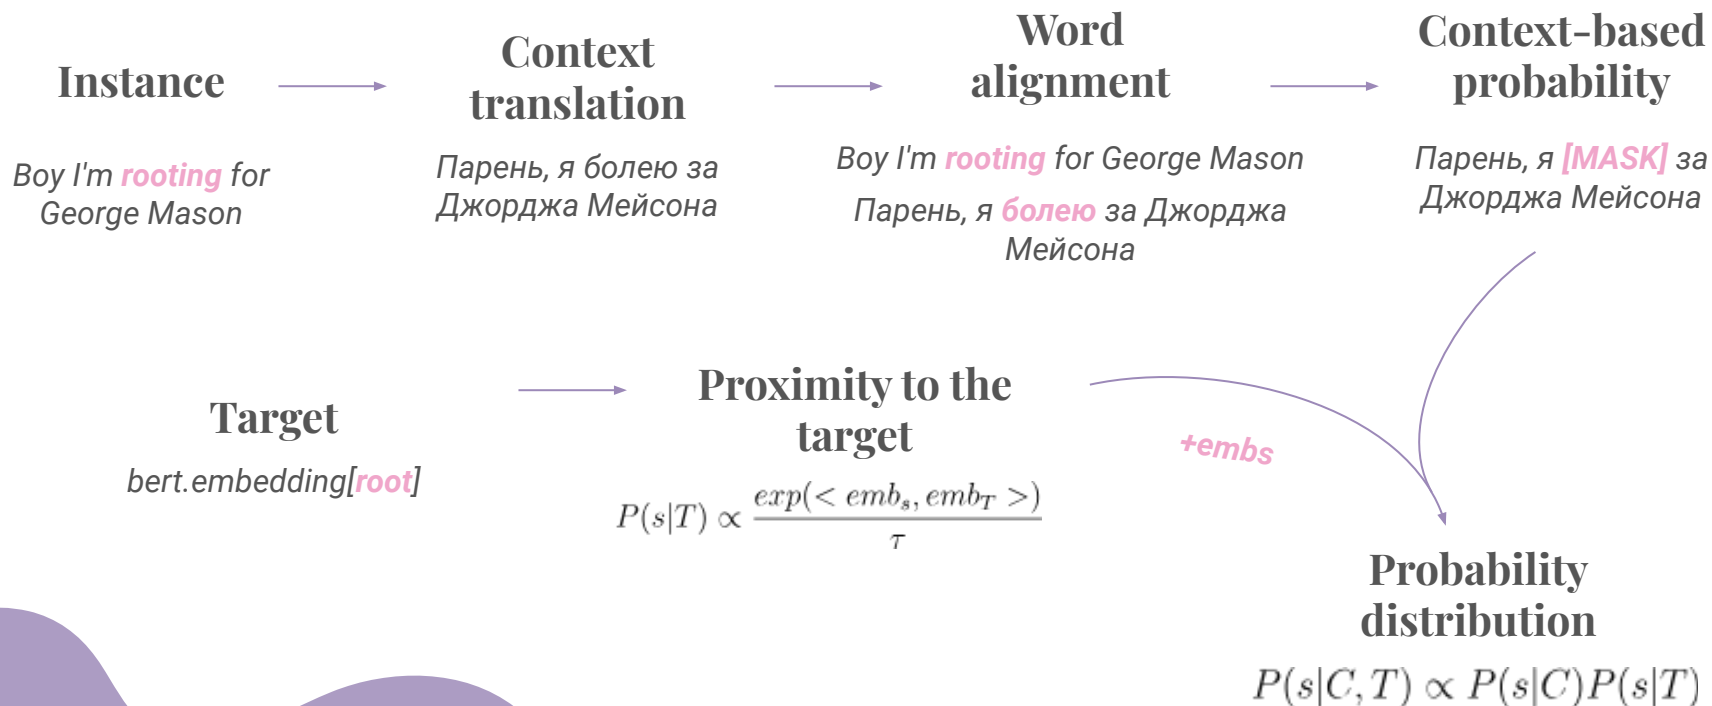 Instance
Boy I'm rooting for
George Mason
Context
translation
Парень, я болею за
Джорджа Мейсона
Word
alignment
Boy I'm rooting for George Mason
Парень, я болею за Джорджа
Мейсона
Context-based
probability
Парень, я [MASK] за
Джорджа Мейсона
Target
bert.embedding[root]
Proximity to the
target
P(s|T) ∝ exp(< emb_s, emb_T >) / τ
+embs
Probability
distribution
P(s|C, T) ∝ P(s|C)P(s|T)